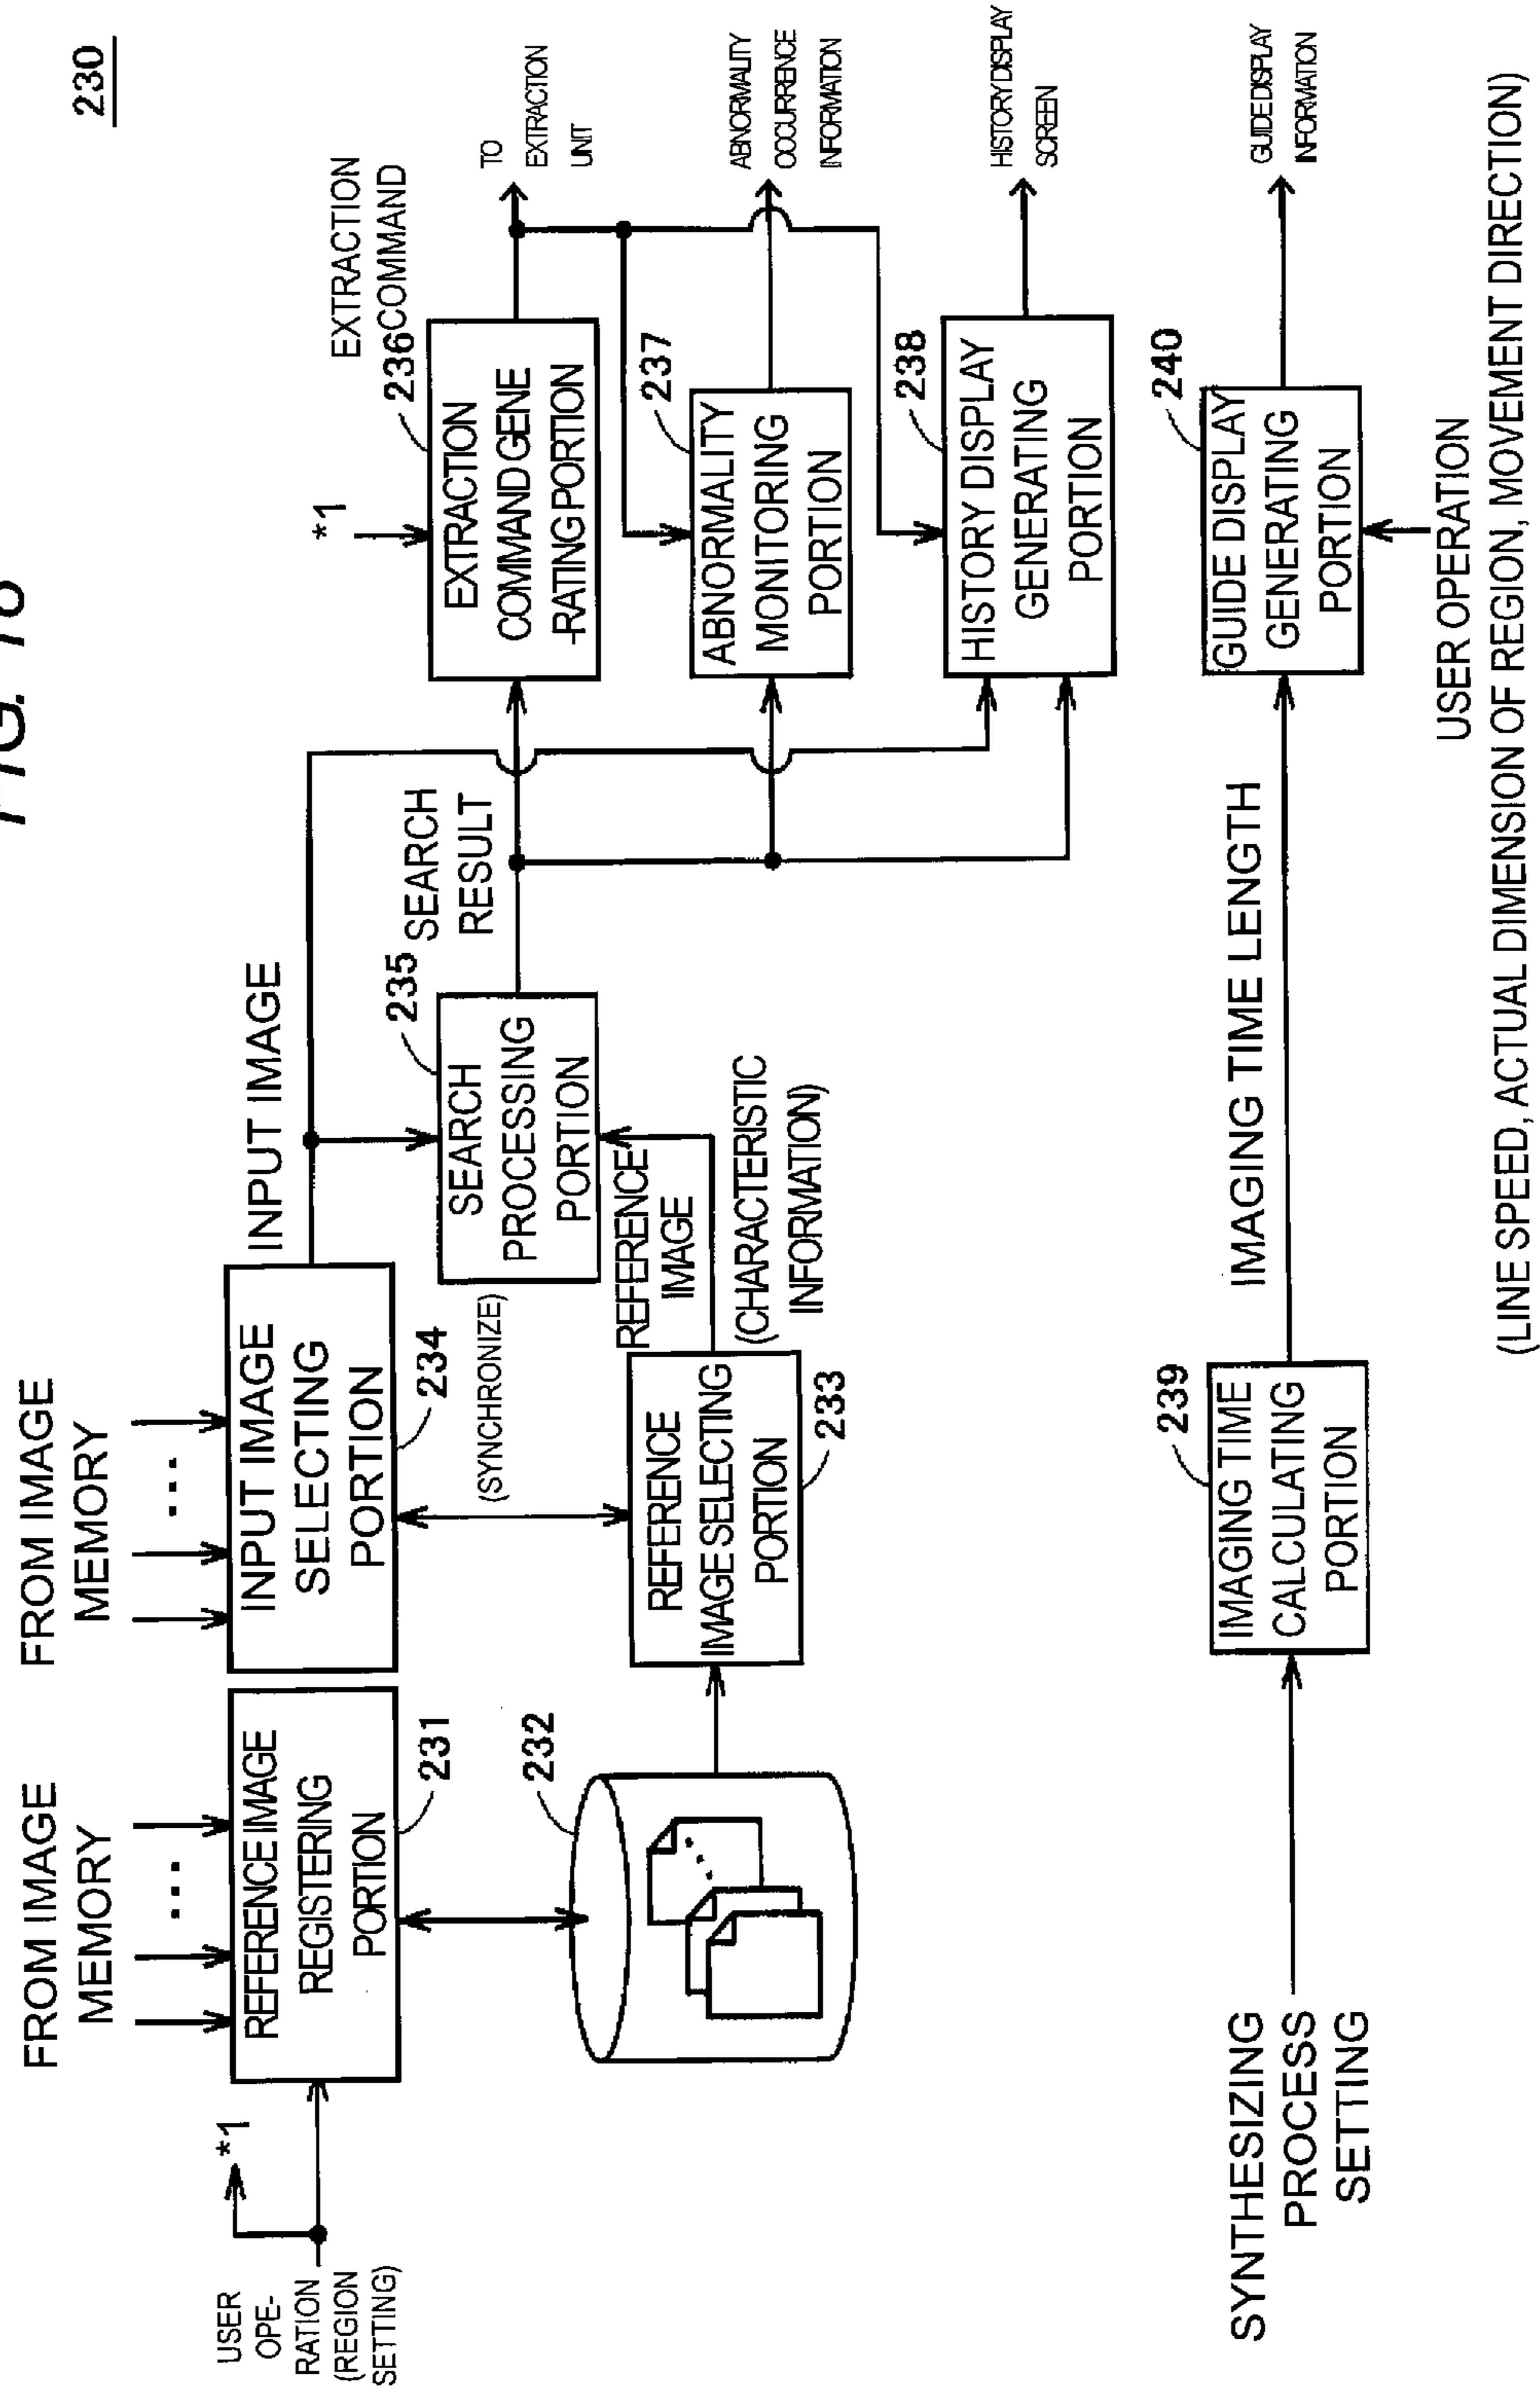 FIG. 18
230
FROM IMAGE
MEMORY
...
REFERENCE IMAGE
REGISTERING
PORTION
231
*1
USER
OPE-
RATION
(REGION
SETTING)
232
FROM IMAGE
MEMORY
...
INPUT IMAGE
SELECTING
PORTION
234
(SYNCHRONIZE)
REFERENCE
IMAGE SELECTING
PORTION
233
INPUT IMAGE
235
SEARCH
PROCESSING
PORTION
REFERENCE
IMAGE
(CHARACTERISTIC
INFORMATION)
SEARCH
RESULT
*1
EXTRACTION
COMMAND
236
EXTRACTION
COMMAND GENE
-RATING PORTION
TO
EXTRACTION
UNIT
237
ABNORMALITY
MONITORING
PORTION
ABNORMALITY
OCCURRENCE
INFORMATION
238
HISTORY DISPLAY
GENERATING
PORTION
HISTORY DISPLAY
SCREEN
SYNTHESIZING
PROCESS
SETTING
239
IMAGING TIME
CALCULATING
PORTION
IMAGING TIME LENGTH
240
GUIDE DISPLAY
GENERATING
PORTION
GUIDE DISPLAY
INFORMATION
USER OPERATION
(LINE SPEED, ACTUAL DIMENSION OF REGION, MOVEMENT DIRECTION)